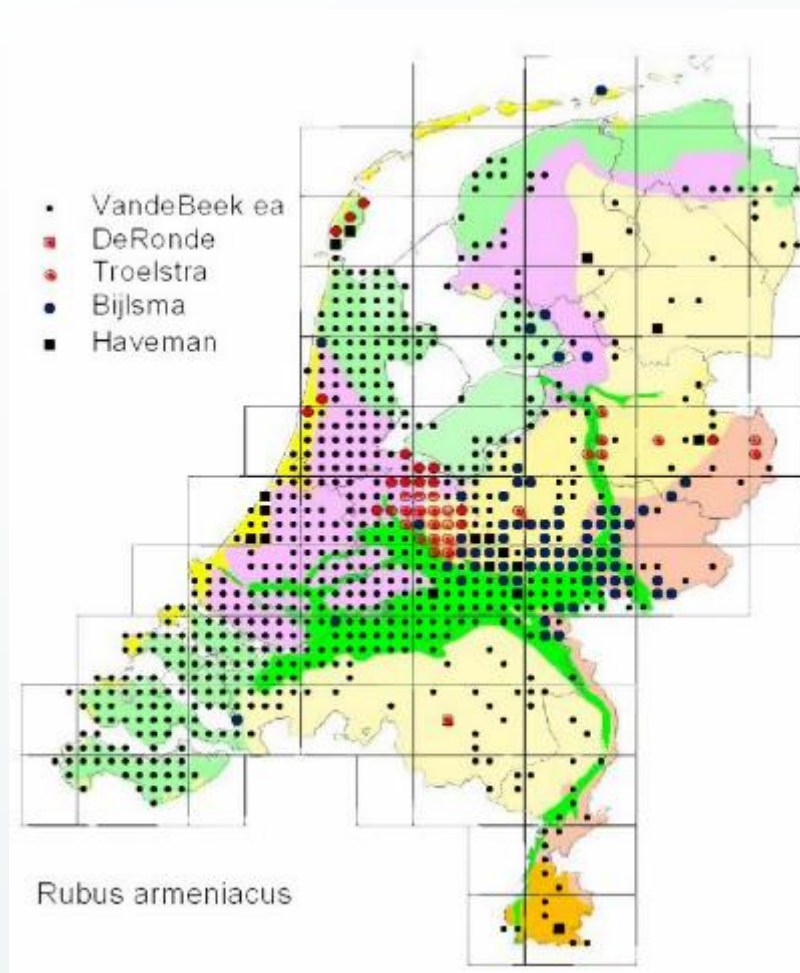 VandeBeek ea
DeRonde
Troelstra
Bijlsma
Haveman
Rubus armeniacus